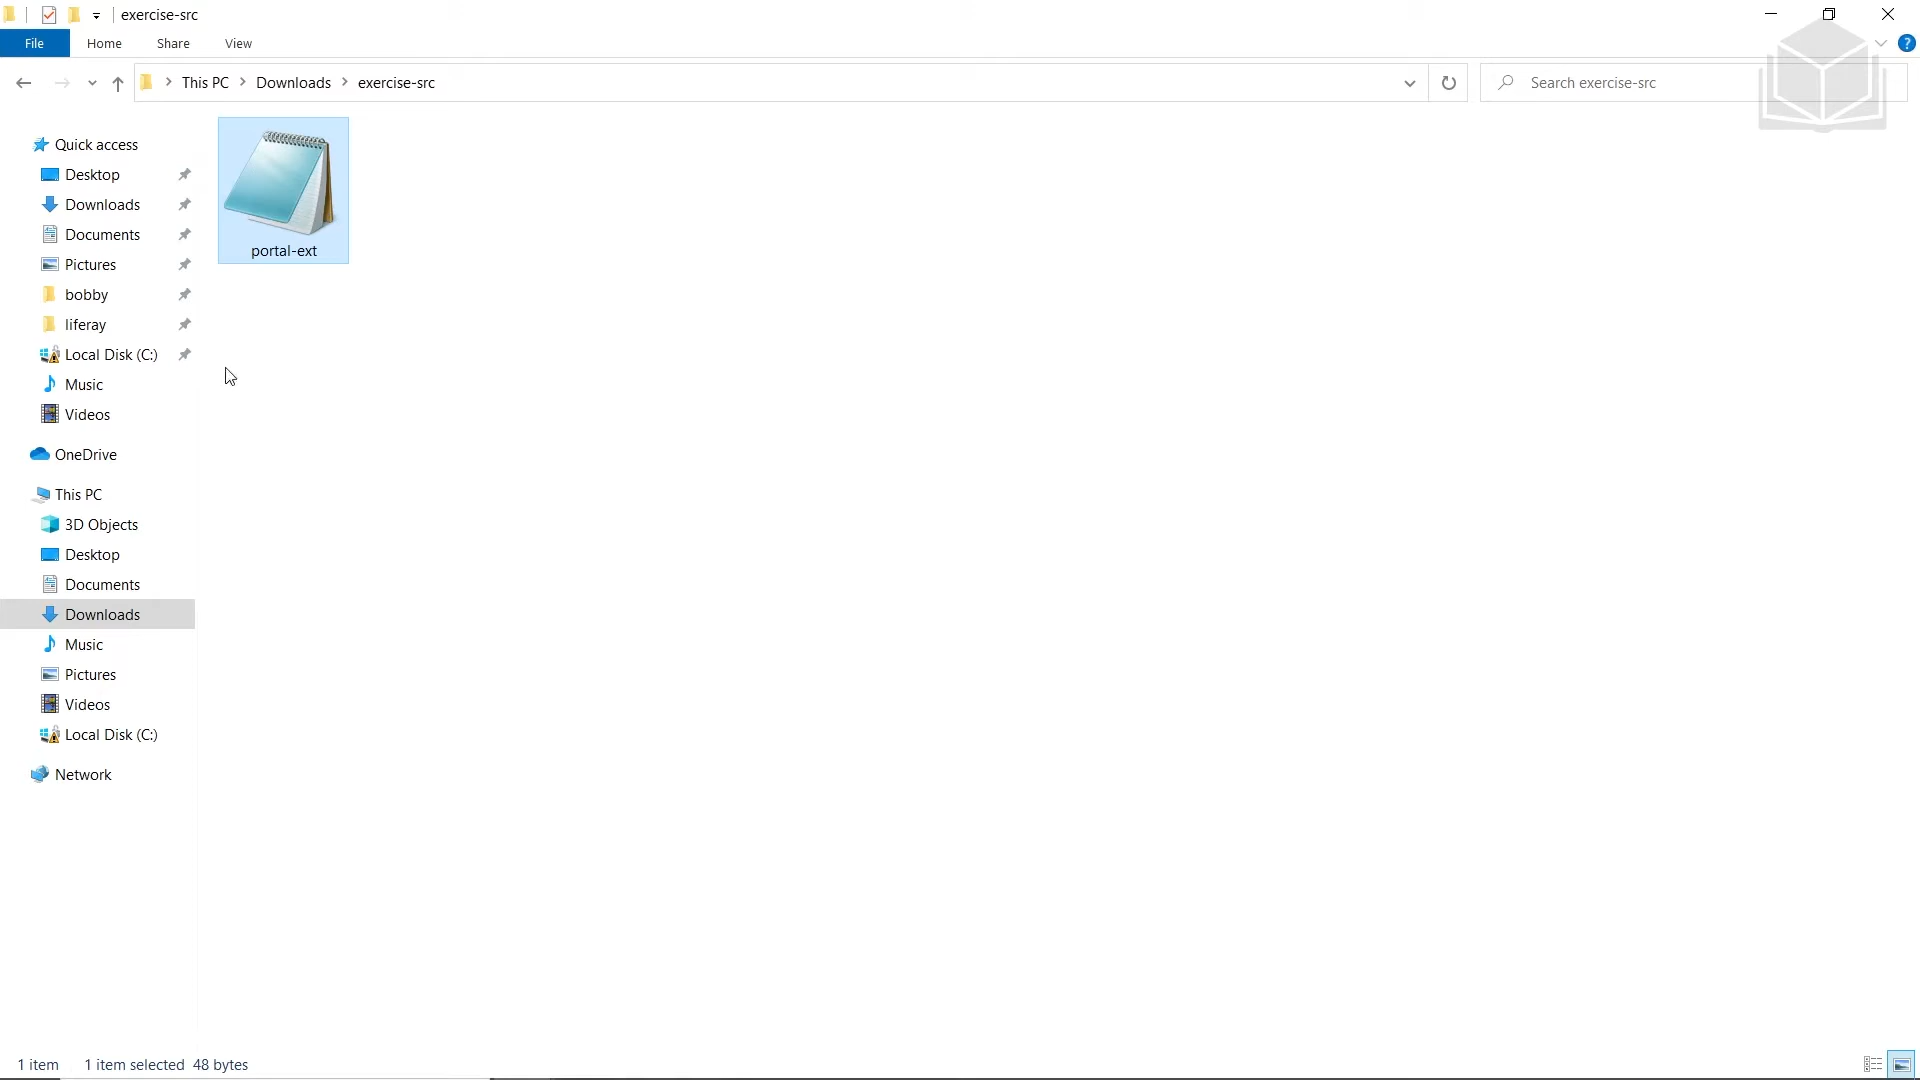 exercise-src
File Home Share View
?
This PC Downloads exercise-src
Search exercise-src
Quick access
Desktop
Downloads
Documents
Pictures
bobby
liferay
Local Disk (C:)
Music
Videos
OneDrive
This PC
3D Objects
Desktop
Documents
Downloads
Music
Pictures
Videos
Local Disk (C:)
Network
portal-ext
1 item 1 item selected 48 bytes